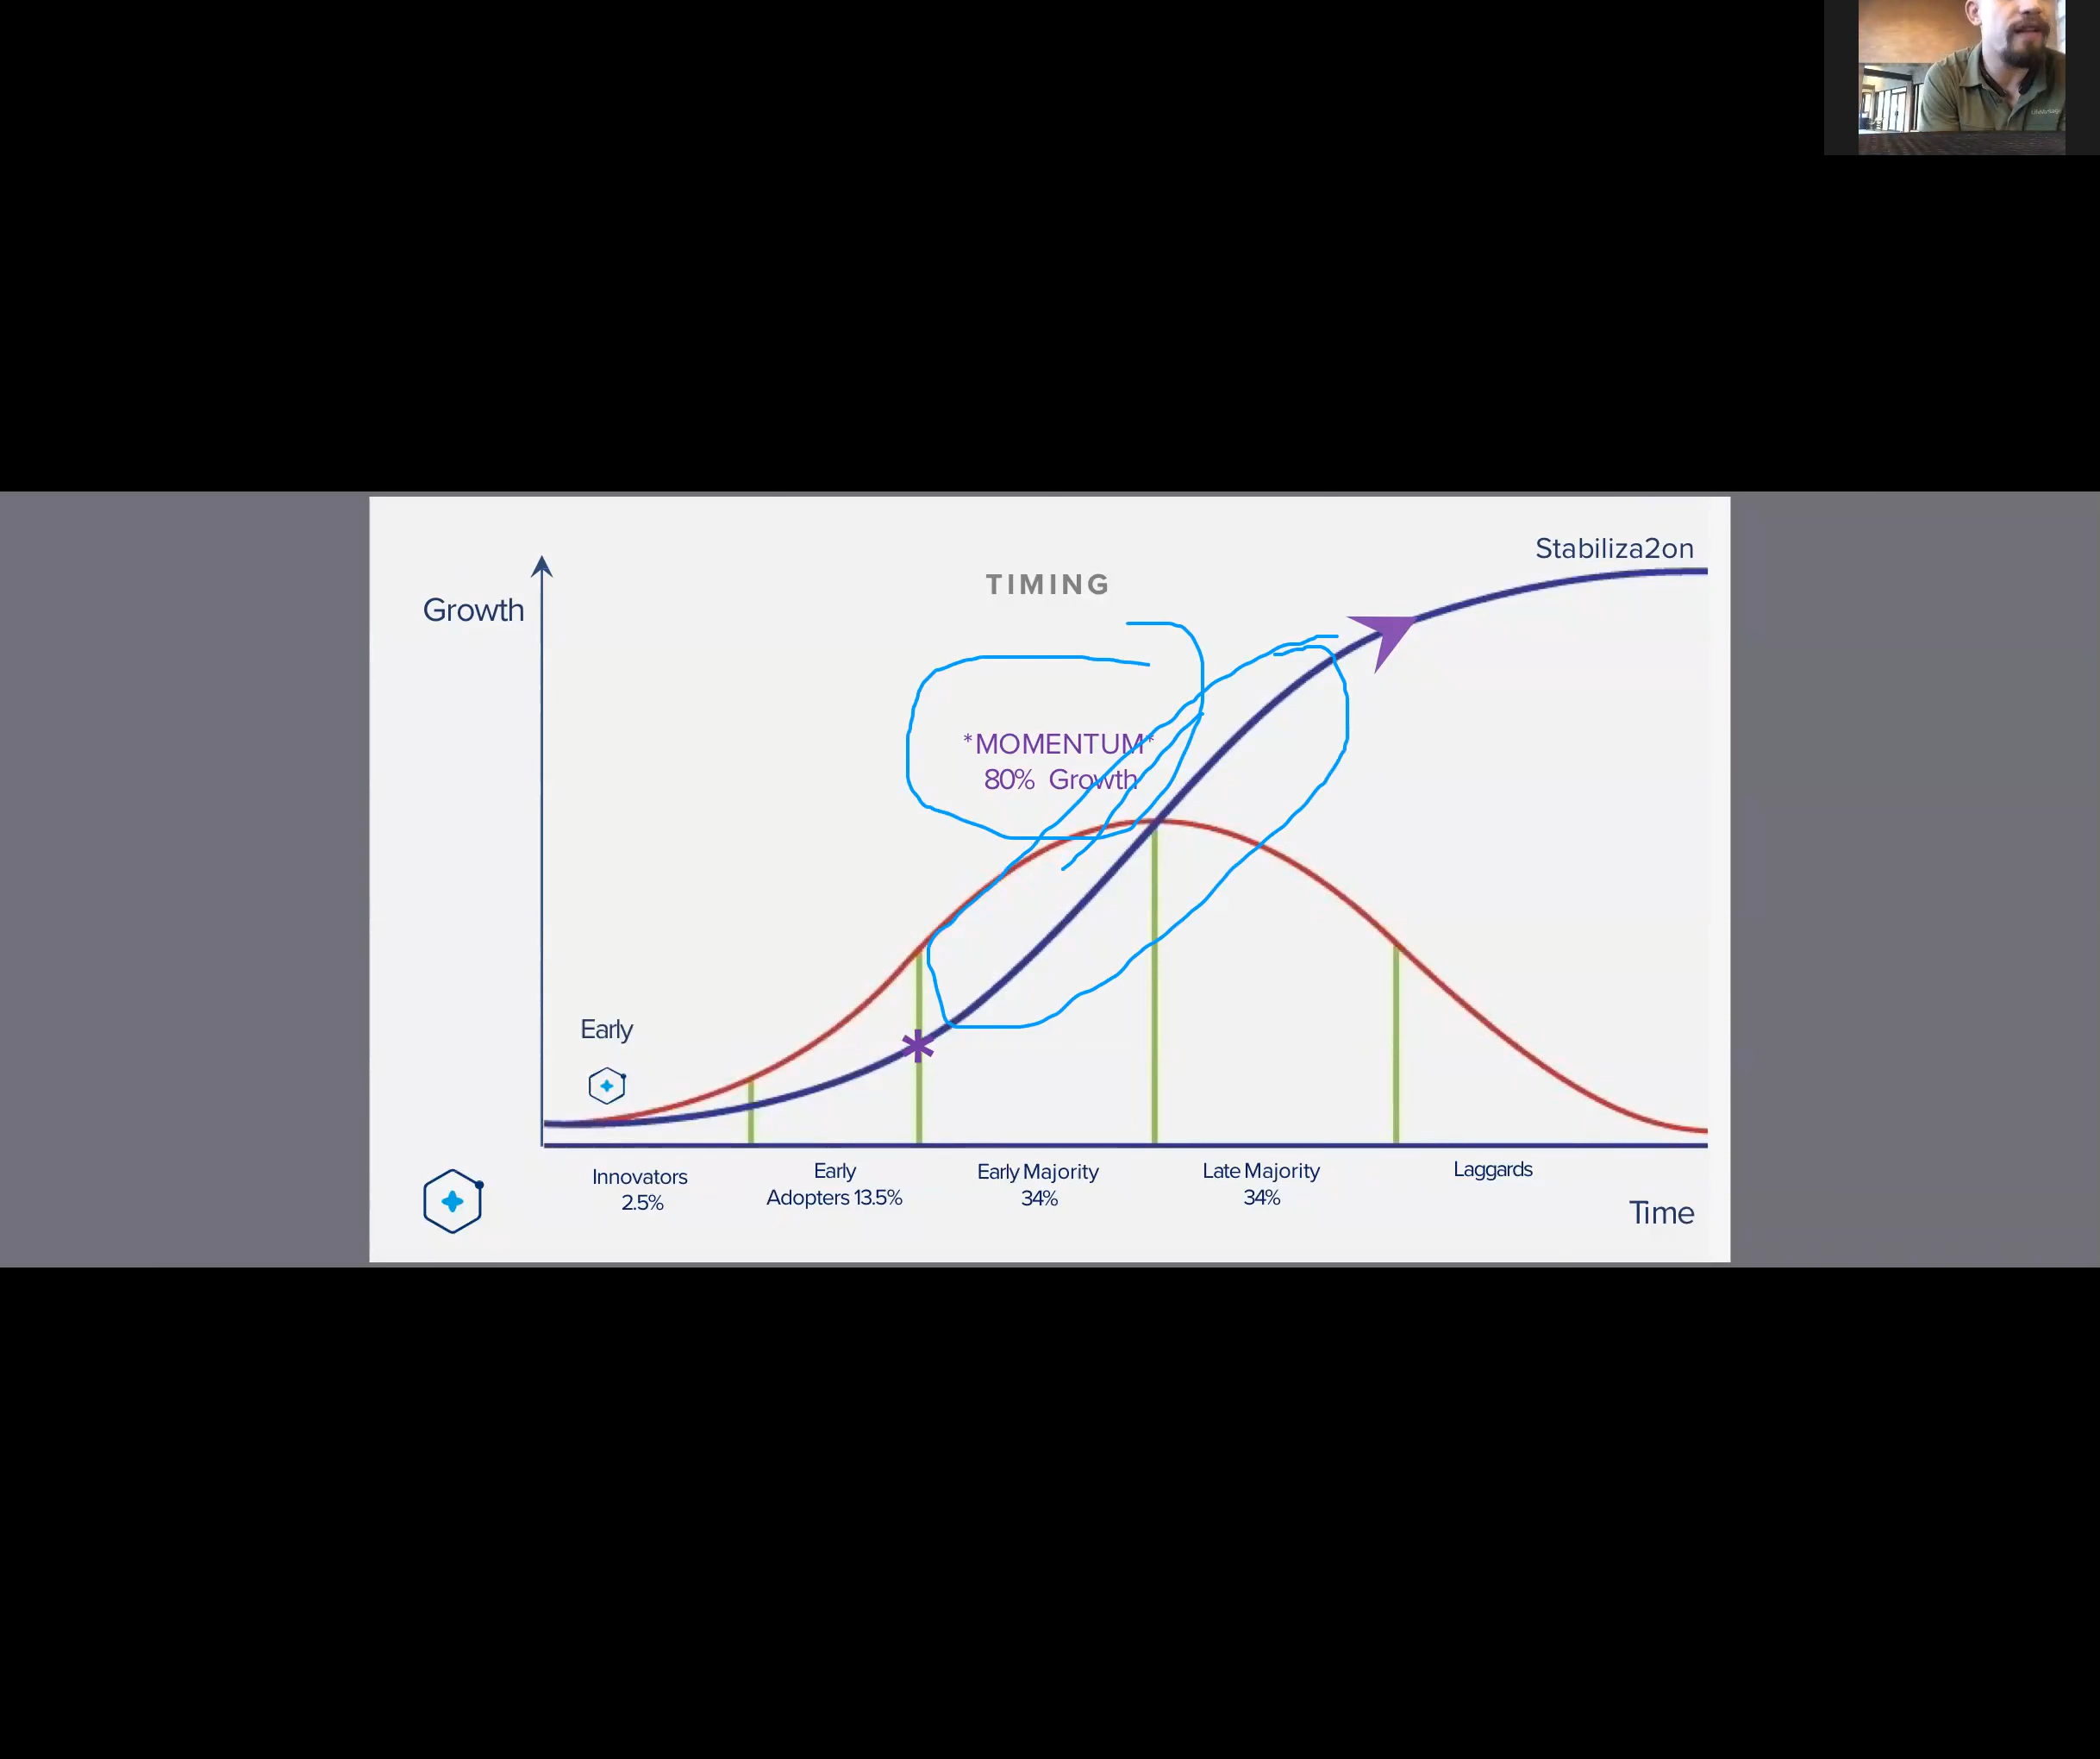 Stabiliza2on
TIMING
Growth
*MOMENTUM*
80% Growth
Early
Innovators
2.5%
Early
Adopters 13.5%
Early Majority
34%
Late Majority
34%
Laggards
Time